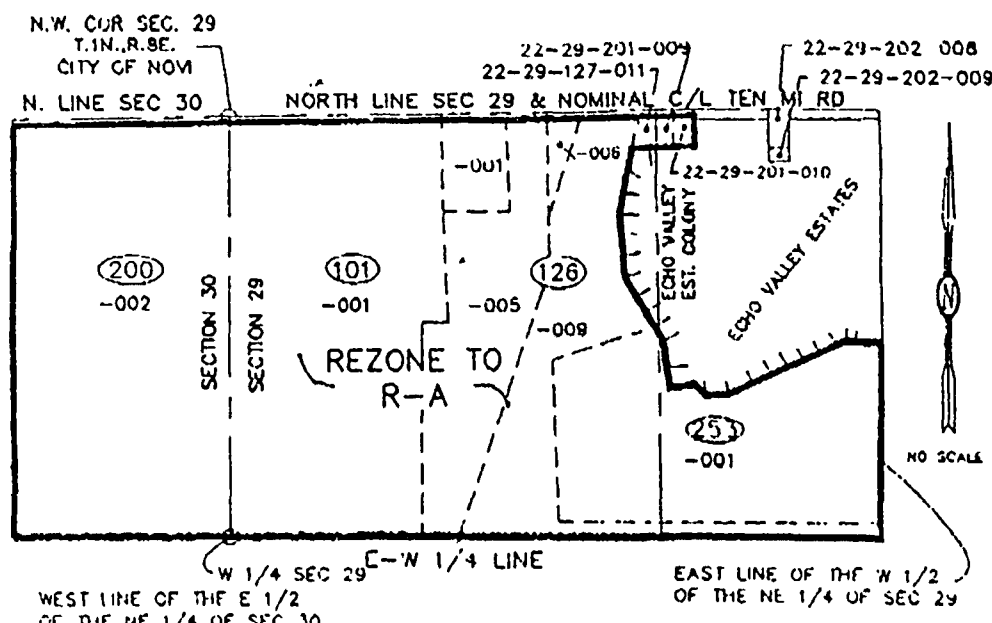 N.W. COR SEC. 29
T.1N.,R.8E.
CITY OF NOVI
22-29-201-009
22-29-127-011
22-29-202 008
22-29-202-009
N. LINE SEC 30
NORTH LINE SEC 29 & NOMINAL C/L TEN MI RD
-001
X-006
22-29-201-010
ECHO VALLEY
EST. COLONY
ECHO VALLEY ESTATES
200
-002
SECTION 30
SECTION 29
101
-001
-005
126
-009
REZONE TO
R-A
253
-001
N
NO SCALE
W 1/4 SEC 29
E-W 1/4 LINE
WEST LINE OF THE E 1/2
OF THE NE 1/4 OF SEC 30
EAST LINE OF THE W 1/2
OF THE NE 1/4 OF SEC 29